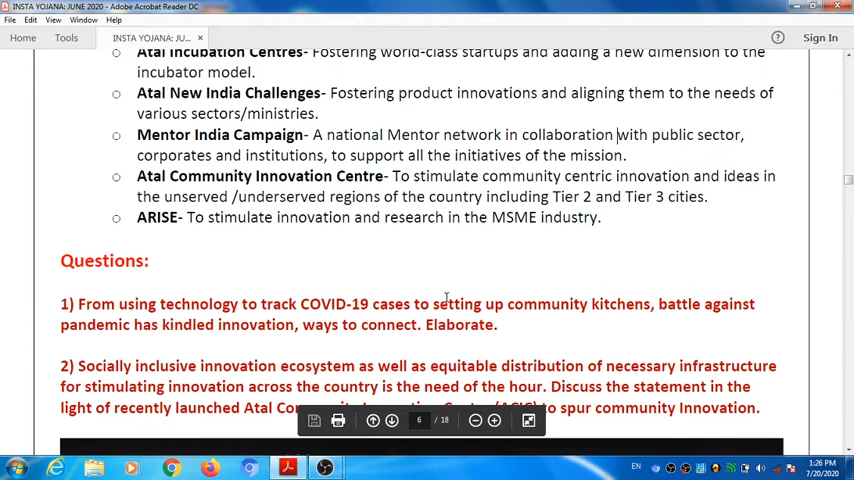 INSTA YOJANA: JUNE 2020 - Adobe Acrobat Reader DC
File Edit View Window Help
Home Tools INSTA YOJANA: JUN... × Sign In
○ Atal Incubation Centres- Fostering world-class startups and adding a new dimension to the
incubator model.
○ Atal New India Challenges- Fostering product innovations and aligning them to the needs of
various sectors/ministries.
○ Mentor India Campaign- A national Mentor network in collaboration with public sector,
corporates and institutions, to support all the initiatives of the mission.
○ Atal Community Innovation Centre- To stimulate community centric innovation and ideas in
the unserved /underserved regions of the country including Tier 2 and Tier 3 cities.
○ ARISE- To stimulate innovation and research in the MSME industry.
Questions:
1) From using technology to track COVID-19 cases to setting up community kitchens, battle against
pandemic has kindled innovation, ways to connect. Elaborate.
2) Socially inclusive innovation ecosystem as well as equitable distribution of necessary infrastructure
for stimulating innovation across the country is the need of the hour. Discuss the statement in the
light of recently launched Atal to spur community Innovation.
6 / 18
EN 1:26 PM
7/20/2020